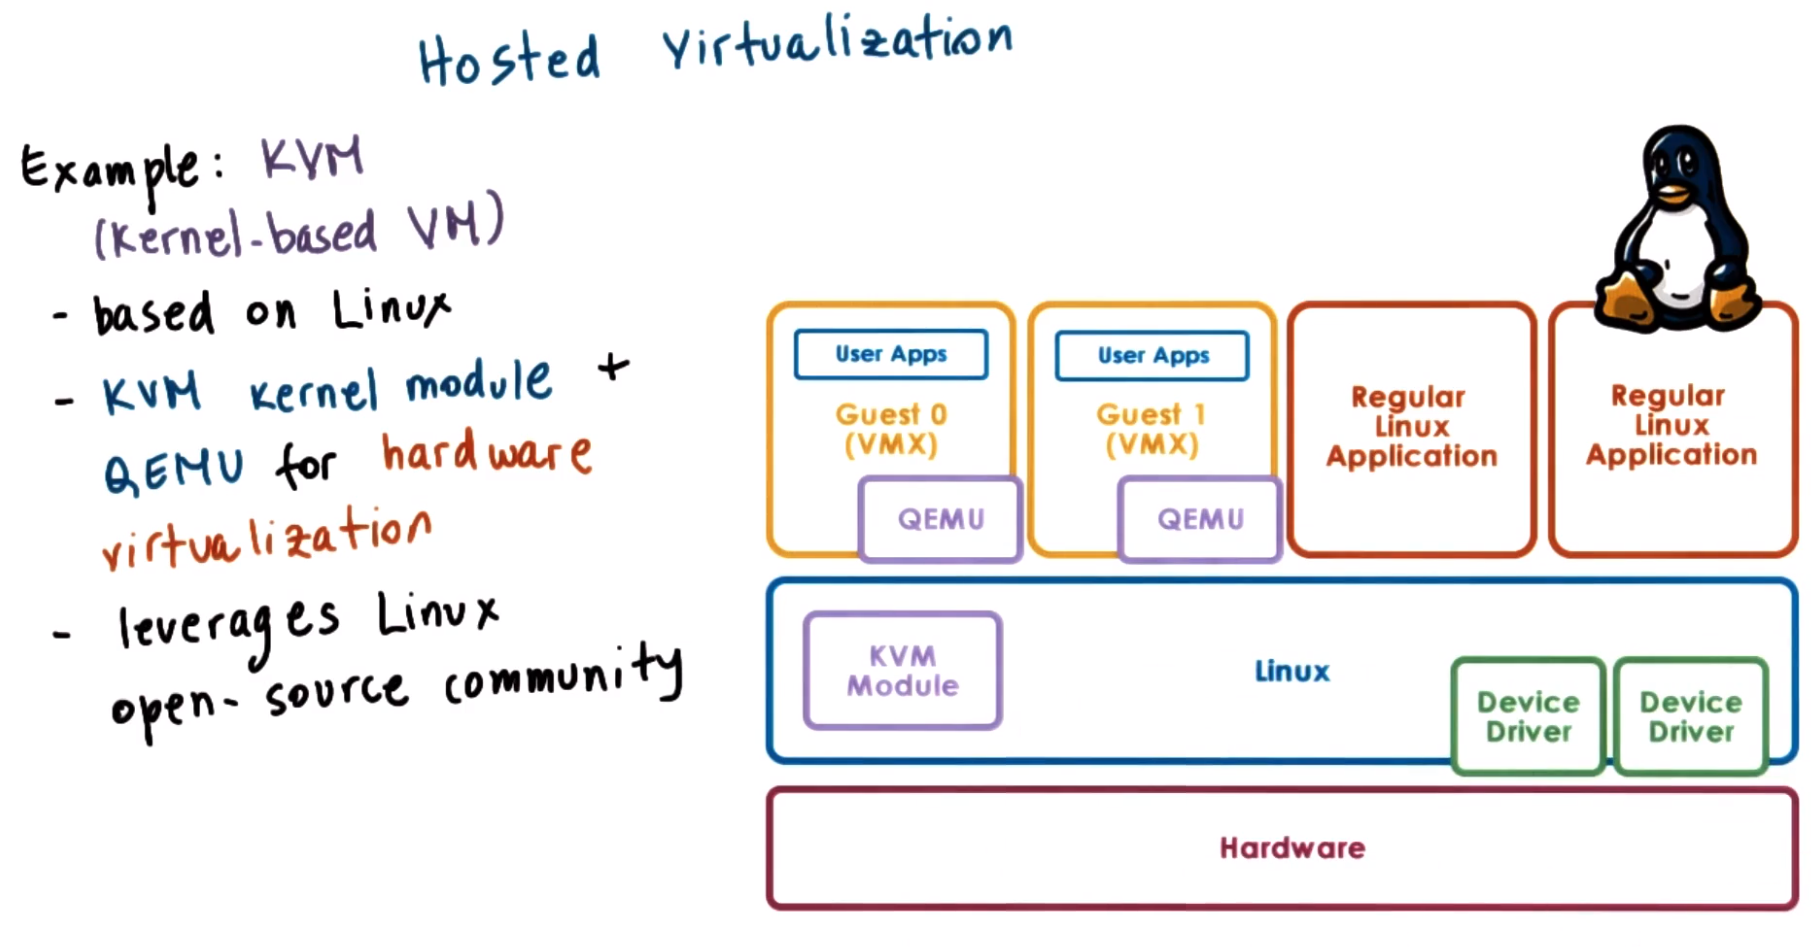 Hosted Virtualization
Example: KVM
(Kernel-based VM)
- based on Linux
- KVM kernel module +
QEMU for hardware
virtualization
- leverages Linux
open-source community
User Apps
Guest 0
(VMX)
QEMU
User Apps
Guest 1
(VMX)
QEMU
Regular
Linux
Application
Regular
Linux
Application
KVM
Module
Linux
Device
Driver
Device
Driver
Hardware